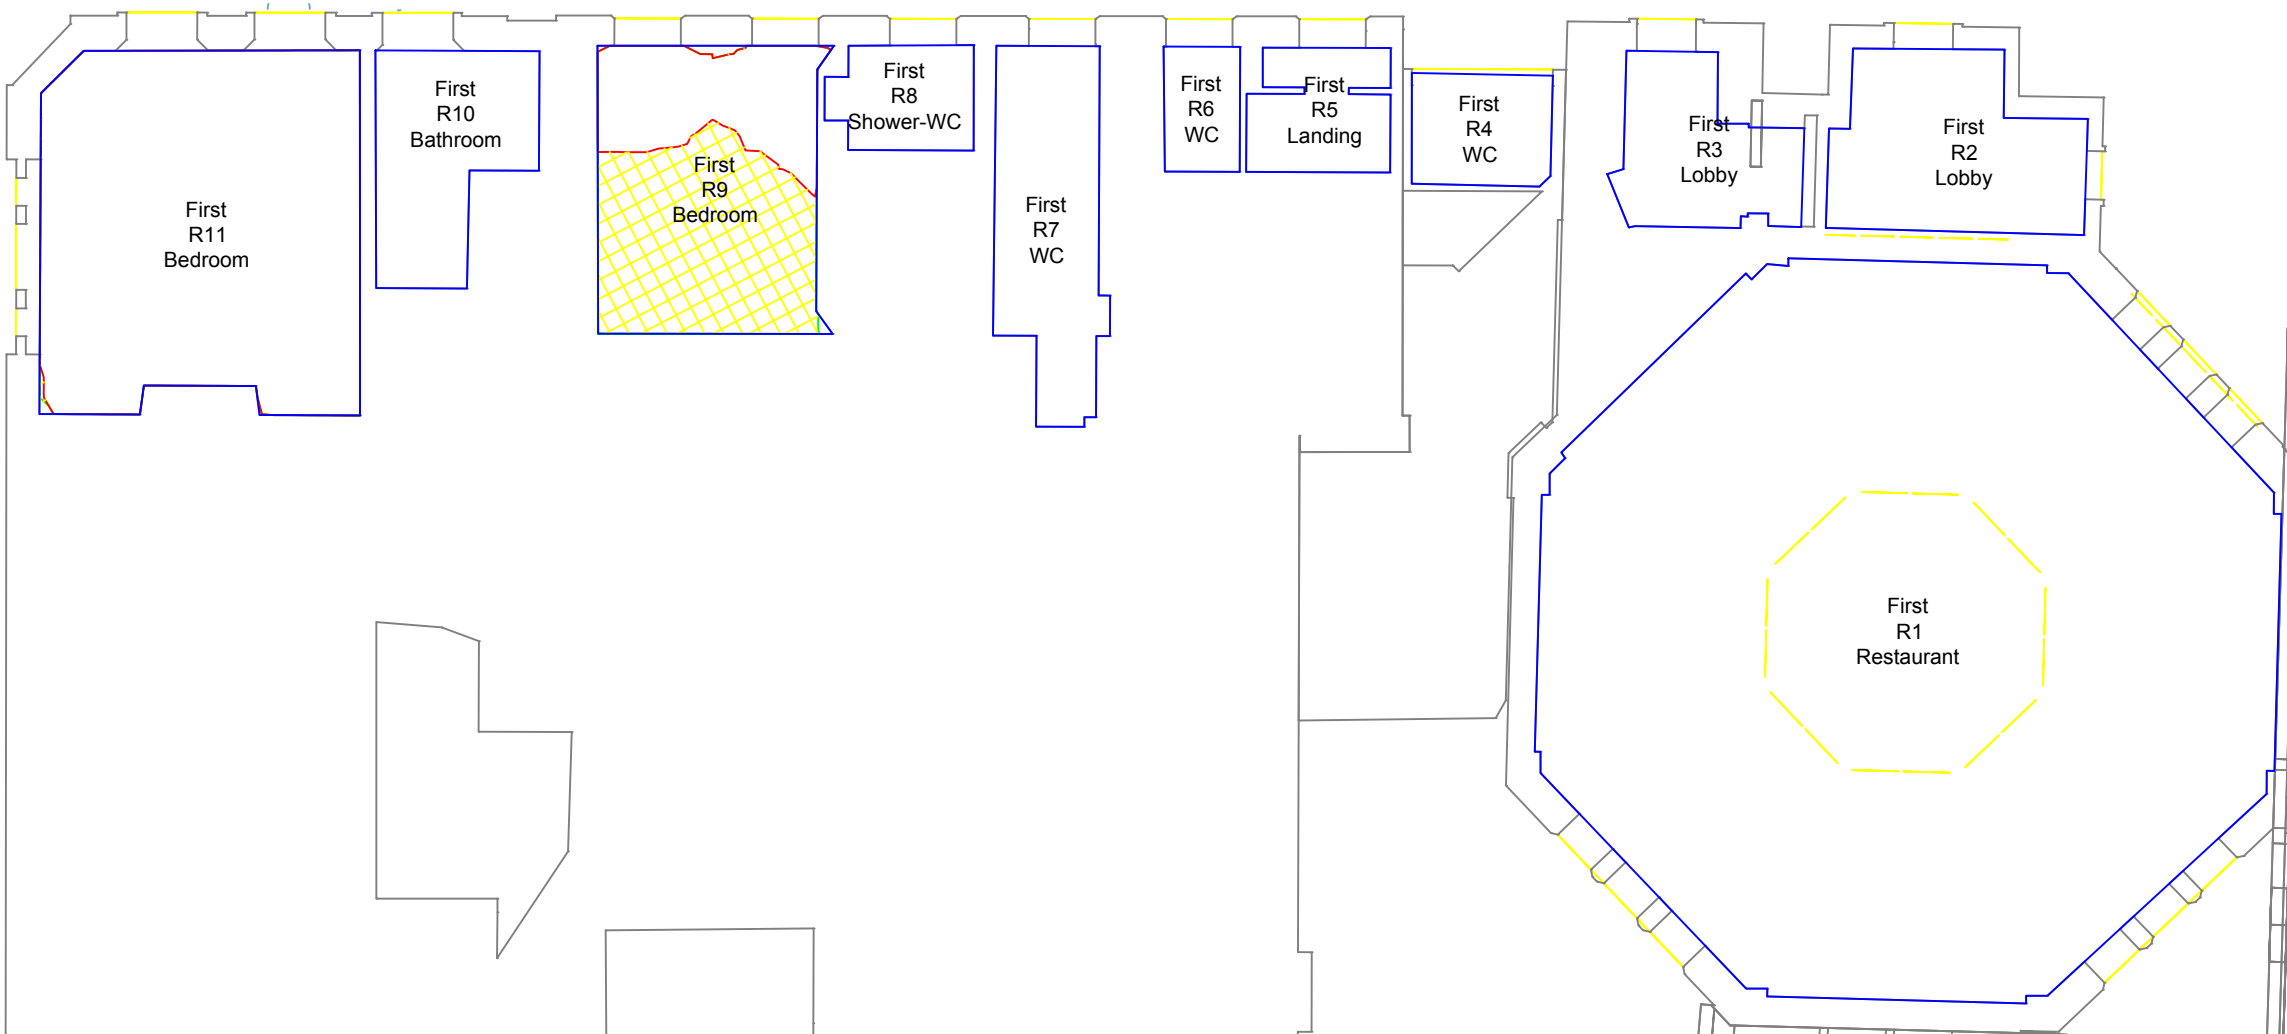 First
R11
Bedroom
First
R10
Bathroom
First
R9
Bedroom
First
R8
Shower-WC
First
R7
WC
First
R6
WC
First
R5
Landing
First
R4
WC
First
R3
Lobby
First
R2
Lobby
First
R1
Restaurant